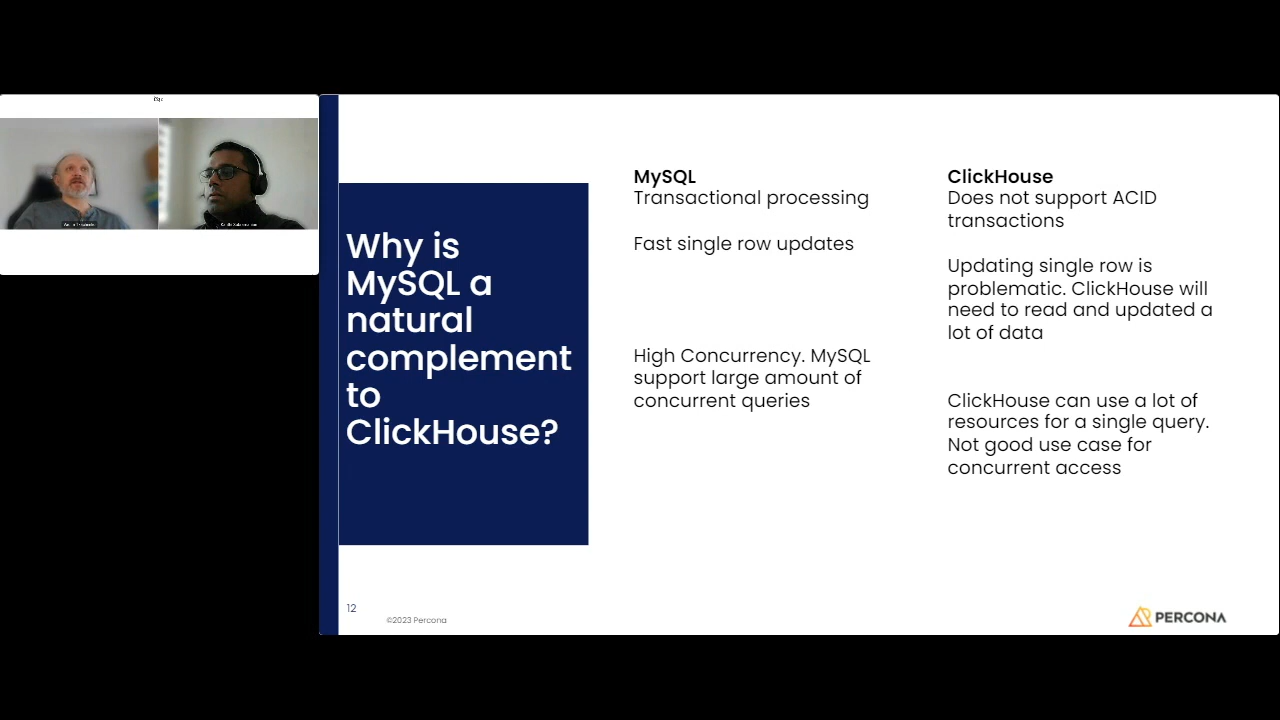 Why is
MySQL a
natural
complement
to
ClickHouse?
MySQL
Transactional processing
Fast single row updates
High Concurrency. MySQL
support large amount of
concurrent queries
ClickHouse
Does not support ACID
transactions
Updating single row is
problematic. ClickHouse will
need to read and updated a
lot of data
ClickHouse can use a lot of
resources for a single query.
Not good use case for
concurrent access
12
©2023 Percona
PERCONA